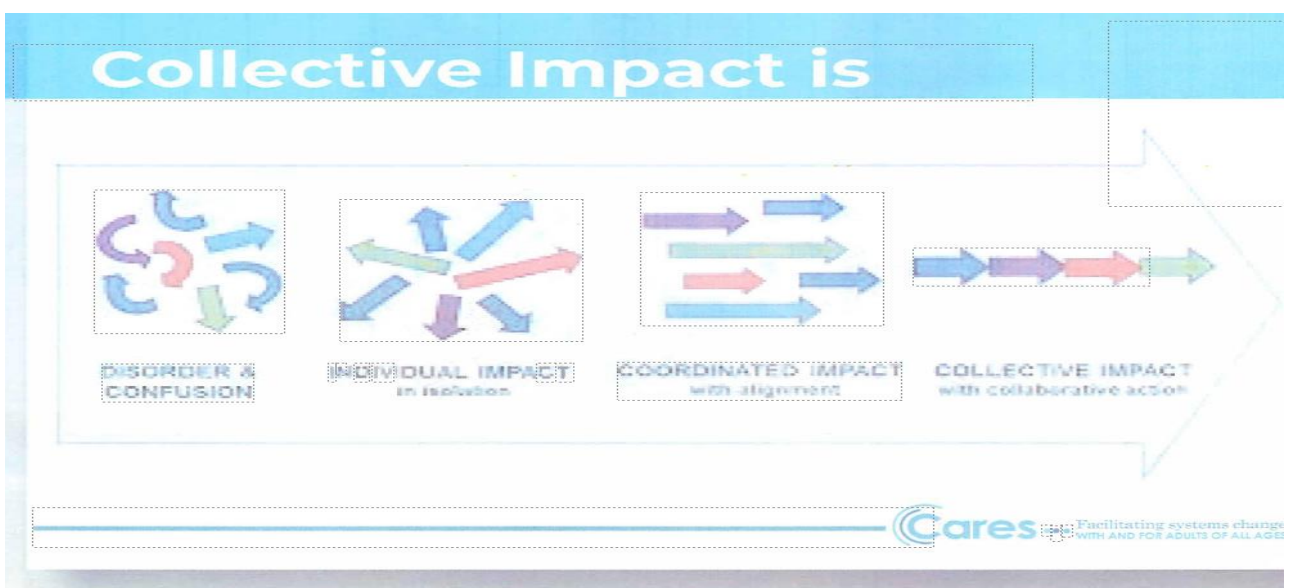 Collective Impact is
DISORDER &
CONFUSION
INDIVIDUAL IMPACT
in isolation
COORDINATED IMPACT
with alignment
COLLECTIVE IMPACT
with collaborative action
Cares
Facilitating systems change
WITH AND FOR ADULTS OF ALL AGES